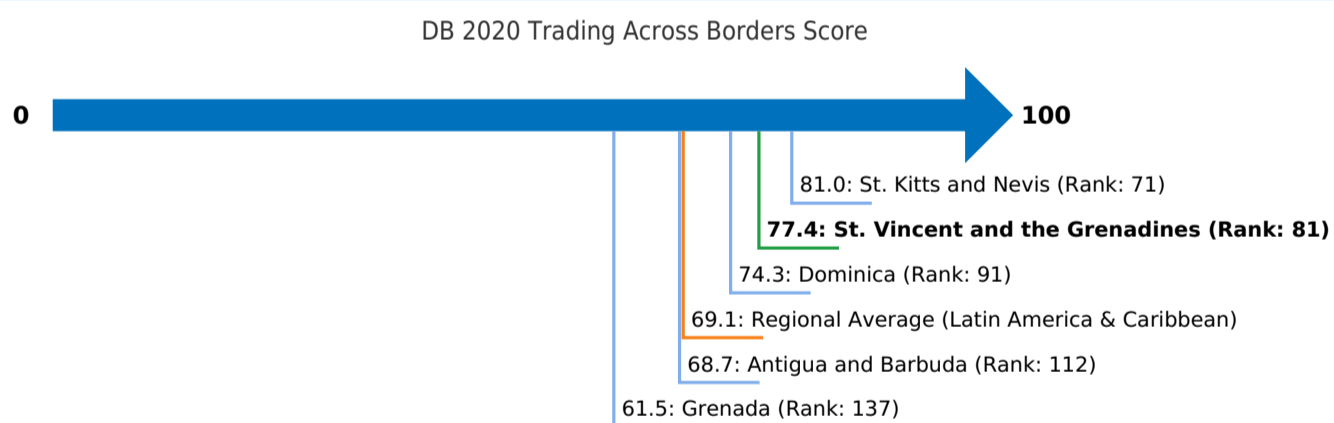 DB 2020 Trading Across Borders Score
0
100
81.0: St. Kitts and Nevis (Rank: 71)
77.4: St. Vincent and the Grenadines (Rank: 81)
74.3: Dominica (Rank: 91)
69.1: Regional Average (Latin America & Caribbean)
68.7: Antigua and Barbuda (Rank: 112)
61.5: Grenada (Rank: 137)